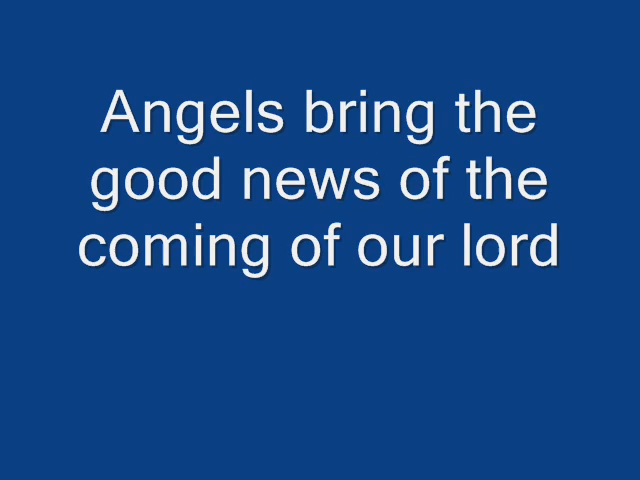 Angels bring the
good news of the
coming of our lord